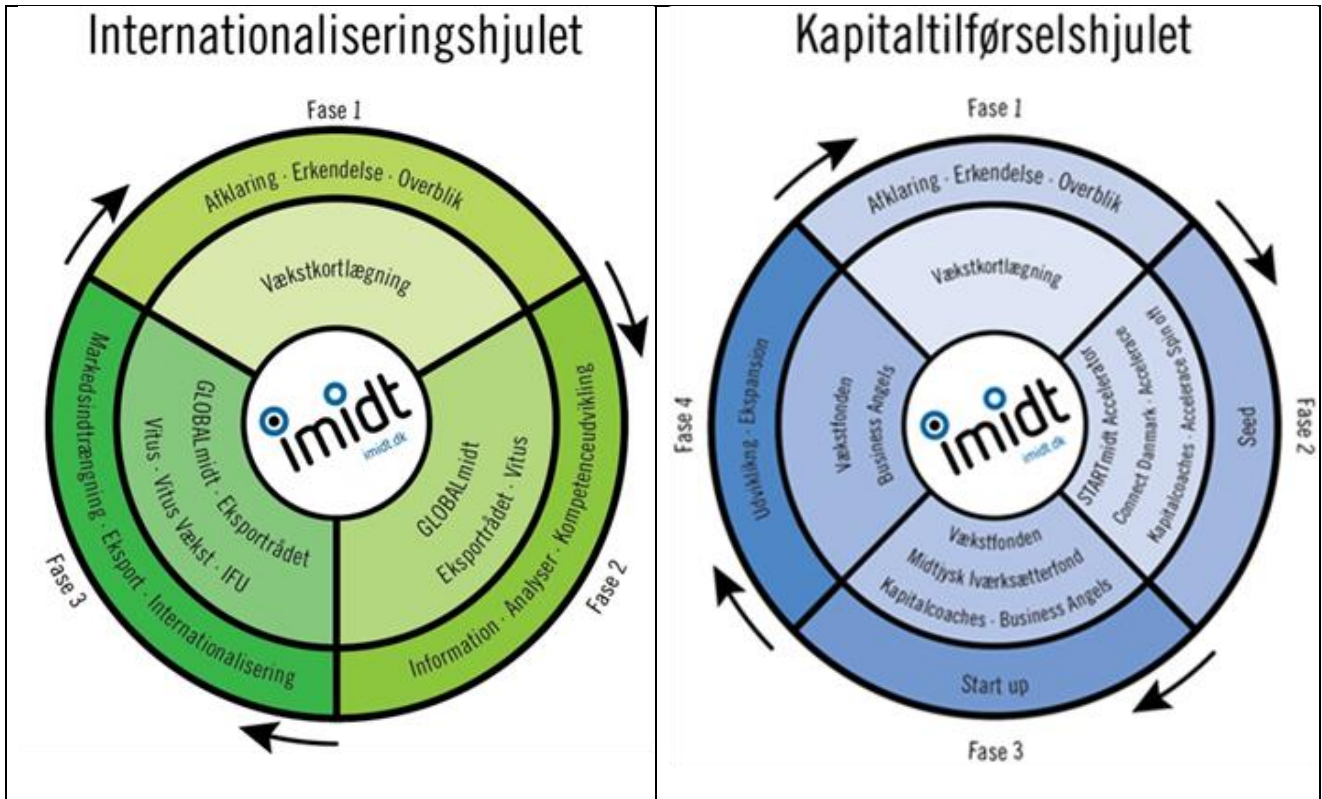 Internationaliseringshjulet
Fase 1
Afklaring · Erkendelse · Overblik
Vækstkortlægning
Fase 2
Information · Analyser · Kompetenceudvikling
GLOBALmidt
Eksportrådet · Vitus
Fase 3
Markedsindtrængning · Eksport · Internationalisering
GLOBALmidt · Eksportrådet
Vitus · Vitus Vækst · IFU
imidt
imidt.dk
Kapitaltilførselshjulet
Fase 1
Afklaring · Erkendelse · Overblik
Vækstkortlægning
Fase 2
Seed
STARTmidt Accelerator
Connect Danmark · Accelerace
Kapitalcoaches · Accelerace Spin off
Fase 3
Start up
Vækstfonden
Midtjysk Iværksætterfond
Kapitalcoaches · Business Angels
Fase 4
Udviklikng · Ekspansion
Vækstfonden
Business Angels
imidt
imidt.dk